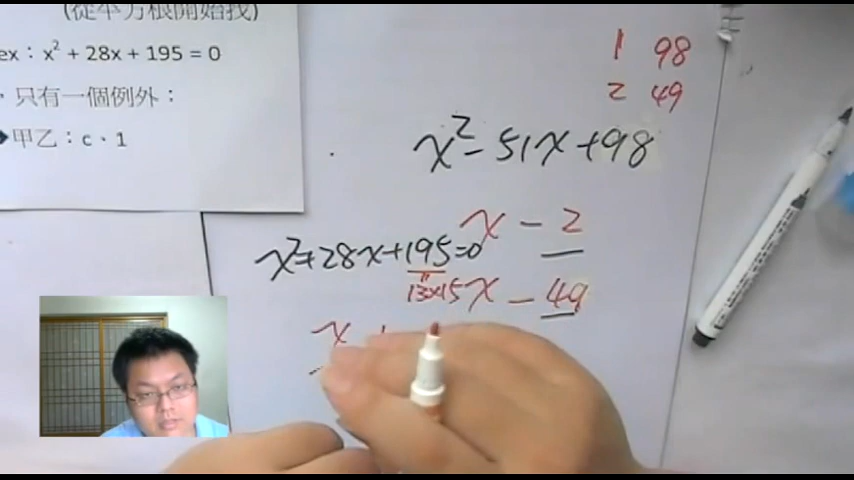 (從平方根開始找)
ex：x² + 28x + 195 = 0
只有一個例外：
甲乙：c、1
1 98
2 49
x² - 51x + 98
x - 2
x - 49
x² + 28x + 195 = 0
13×15
x